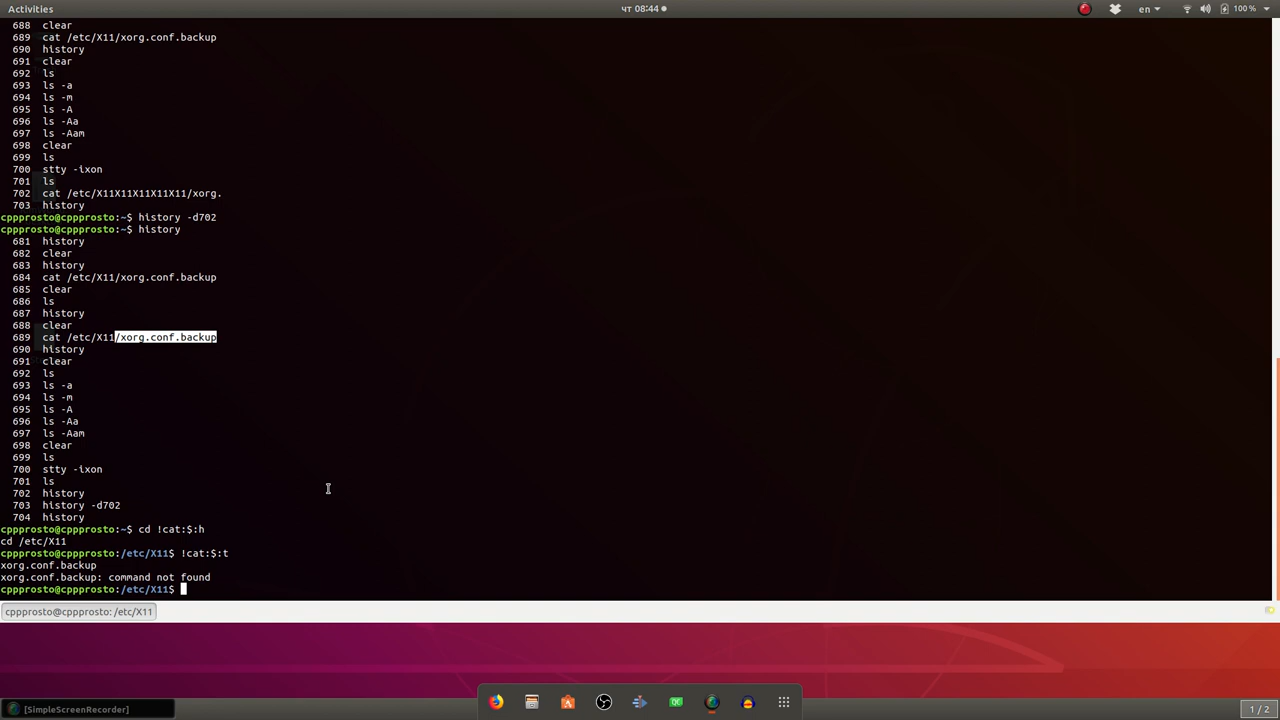 Activities
чт 08:44
en
100 %
688 clear
689 cat /etc/X11/xorg.conf.backup
690 history
691 clear
692 ls
693 ls -a
694 ls -m
695 ls -A
696 ls -Aa
697 ls -Aam
698 clear
699 ls
700 stty -ixon
701 ls
702 cat /etc/X11X11X11X11X11/xorg.
703 history
cppprosto@cppprosto:~$ history -d702
cppprosto@cppprosto:~$ history
681 history
682 clear
683 history
684 cat /etc/X11/xorg.conf.backup
685 clear
686 ls
687 history
688 clear
689 cat /etc/X11/xorg.conf.backup
690 history
691 clear
692 ls
693 ls -a
694 ls -m
695 ls -A
696 ls -Aa
697 ls -Aam
698 clear
699 ls
700 stty -ixon
701 ls
702 history
703 history -d702
704 history
cppprosto@cppprosto:~$ cd !cat:$:h
cd /etc/X11
cppprosto@cppprosto:/etc/X11$ !cat:$:t
xorg.conf.backup
xorg.conf.backup: command not found
cppprosto@cppprosto:/etc/X11$
cppprosto@cppprosto: /etc/X11
QC
[SimpleScreenRecorder]
1 / 2